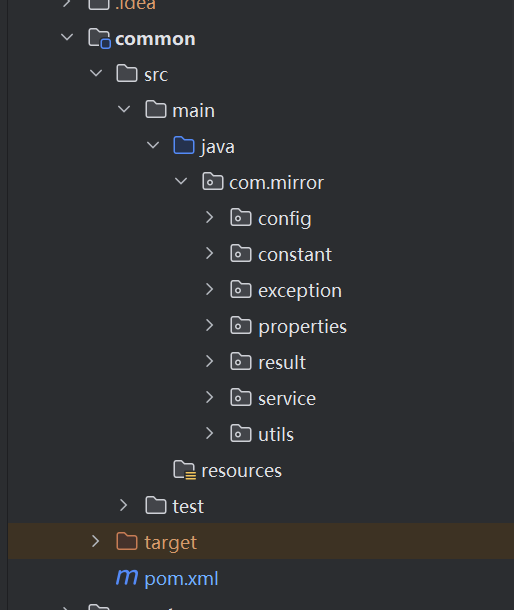 .idea
common
src
main
java
com.mirror
config
constant
exception
properties
result
service
utils
resources
test
target
m pom.xml